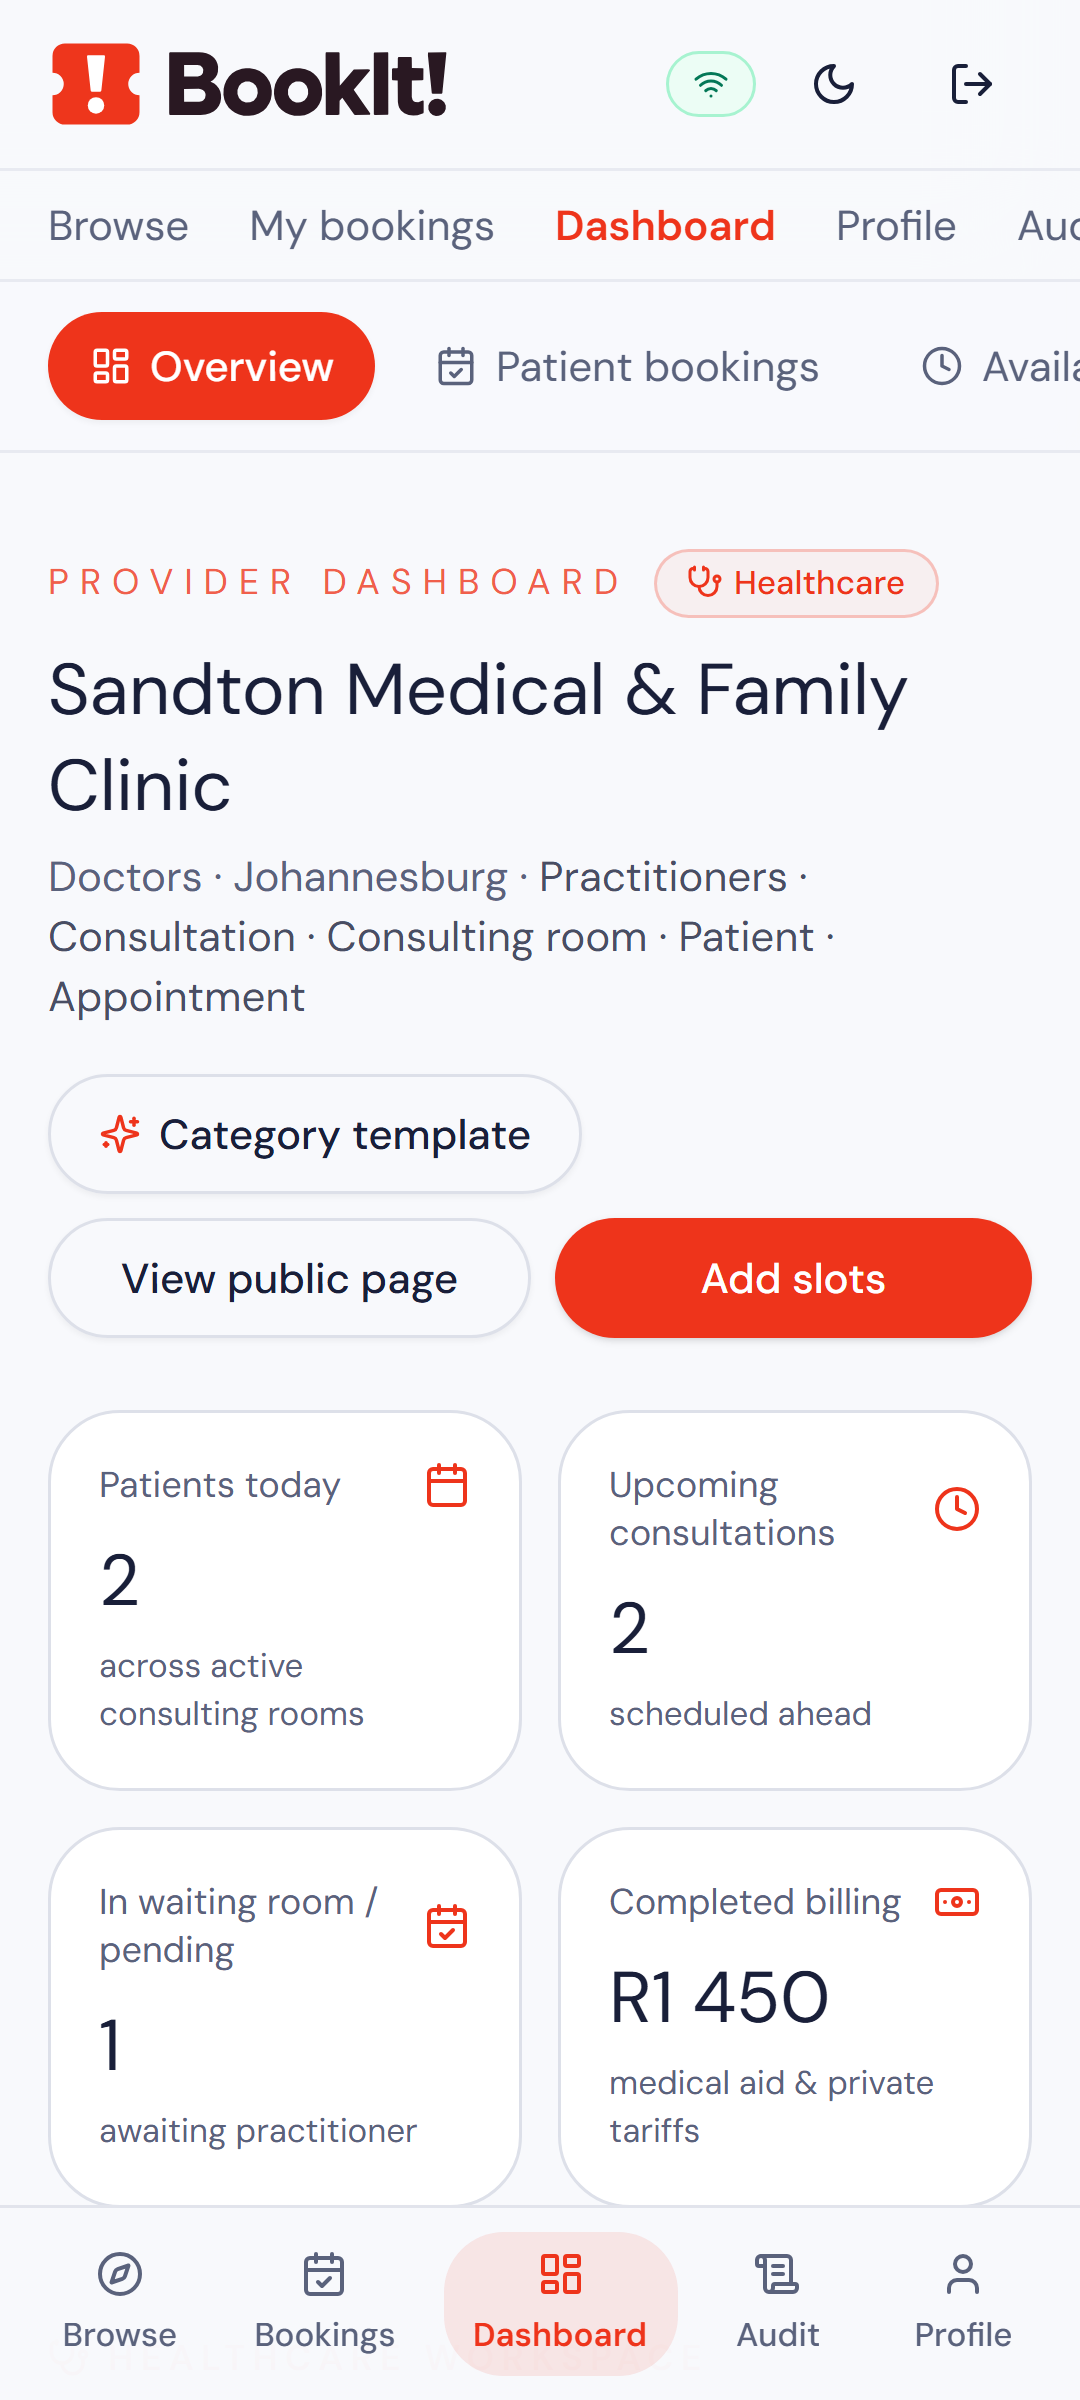 BookIt!
Browse My bookings Dashboard Profile
Overview Patient bookings
PROVIDER DASHBOARD Healthcare
Sandton Medical & Family
Clinic
Doctors · Johannesburg · Practitioners ·
Consultation · Consulting room · Patient ·
Appointment
Category template
View public page Add slots
Patients today
2
across active
consulting rooms
Upcoming
consultations
2
scheduled ahead
In waiting room /
pending
1
awaiting practitioner
Completed billing
R1 450
medical aid & private
tariffs
Browse Bookings Dashboard Audit Profile
HEALTHCARE WORKSPACE